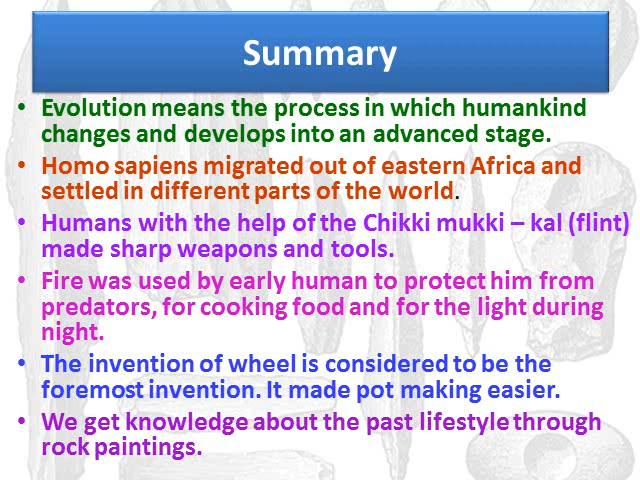 Summary
• Evolution means the process in which humankind
changes and develops into an advanced stage.
• Homo sapiens migrated out of eastern Africa and
settled in different parts of the world.
• Humans with the help of the Chikki mukki – kal (flint)
made sharp weapons and tools.
• Fire was used by early human to protect him from
predators, for cooking food and for the light during
night.
• The invention of wheel is considered to be the
foremost invention. It made pot making easier.
• We get knowledge about the past lifestyle through
rock paintings.